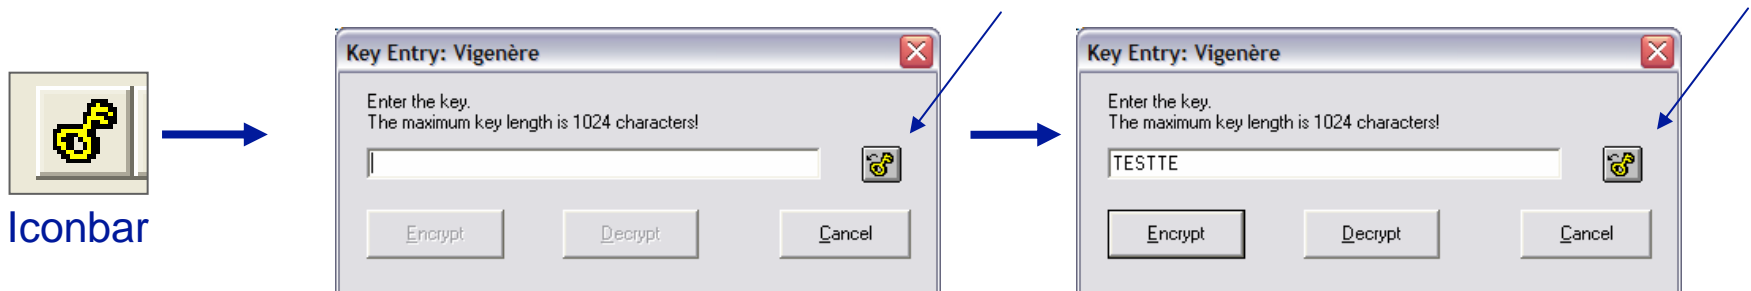 Iconbar
Key Entry: Vigenère
Enter the key.
The maximum key length is 1024 characters!
Encrypt
Decrypt
Cancel
Key Entry: Vigenère
Enter the key.
The maximum key length is 1024 characters!
TESTTE
Encrypt
Decrypt
Cancel